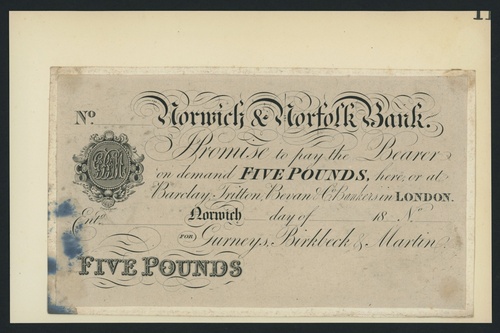 No Norwich & Norfolk Bank.
I Promise to pay the Bearer
on demand FIVE POUNDS, here or at
Barclay, Tritton, Bevan & Co Bankers in LONDON.
Norwich day of 18 No
Entd
FOR Gurneys, Birkbeck & Martin.
FIVE POUNDS